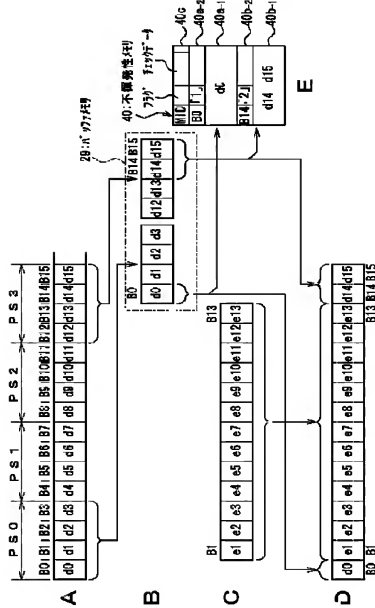 PS0 PS1 PS2 PS3
B0 B1 B2 B3 B4 B5 B6 B7 B8 B9 B10 B11 B12 B13 B14 B15
A d0 d1 d2 d3 d4 d5 d6 d7 d8 d9 d10 d11 d12 d13 d14 d15
29:バッファメモリ
B0 B14 B15
B d0 d1 d2 d3 d12 d13 d14 d15
B1 B13
C e1 e2 e3 e4 e5 e6 e7 e8 e9 e10 e11 e12 e13
D d0 e1 e2 e3 e4 e5 e6 e7 e8 e9 e10 e11 e12 e13 d14 d15
B0 B1 B13 B14 B15
40:不揮発性メモリ
フラグ チェックデータ
MID 40c
B0 「1」 40a-2
d0 40a-1
B14 「2」 40b-2
d14 d15 40b-1
E